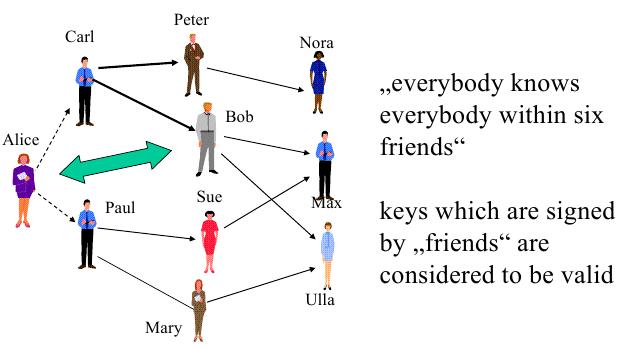 Peter
Carl
Nora
Bob
Alice
Sue
Paul
Max
Ulla
Mary
„everybody knows
everybody within six
friends“
keys which are signed
by „friends“ are
considered to be valid